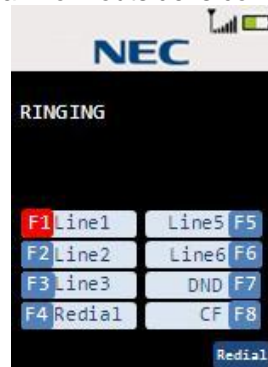 NEC
RINGING
F1 Line1 Line5 F5
F2 Line2 Line6 F6
F3 Line3 DND F7
F4 Redial CF F8
Redial